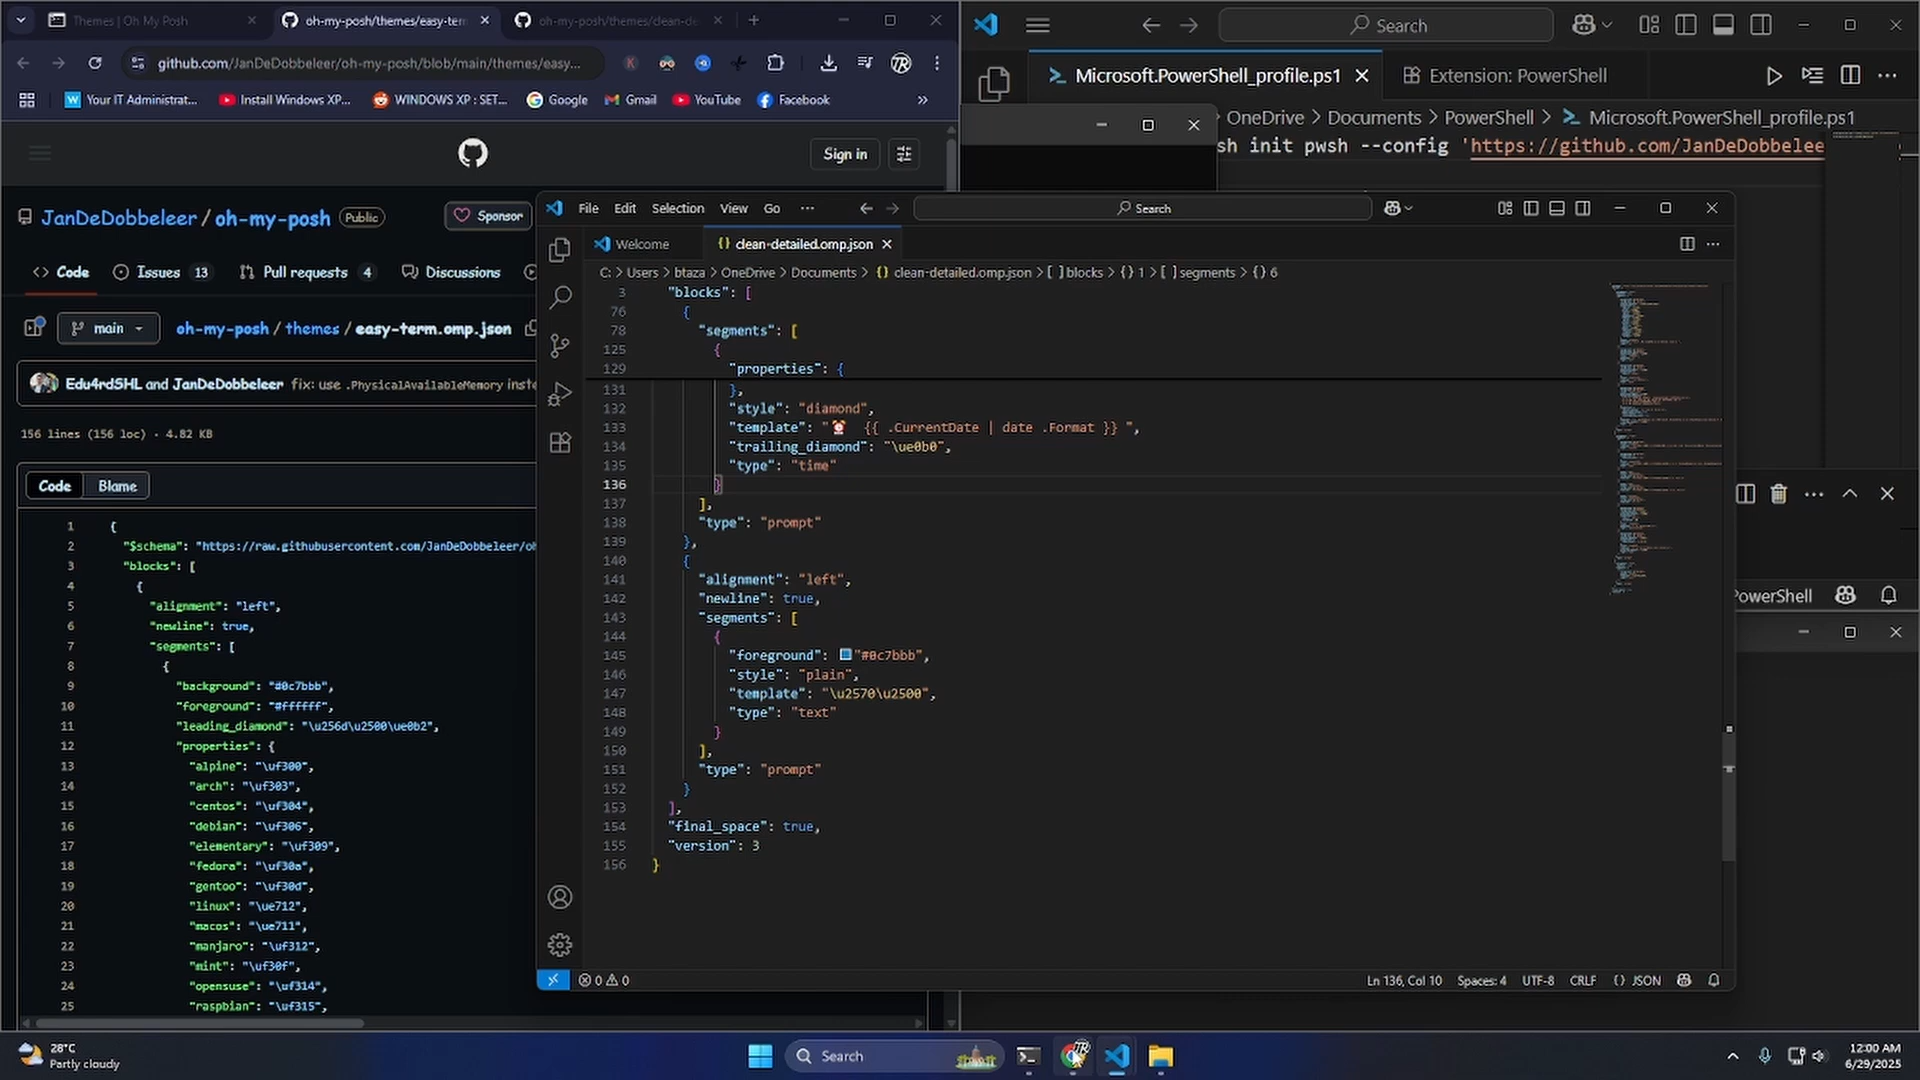 Themes | Oh My Posh
oh-my-posh/themes/easy-ter
oh-my-posh/themes/clean-de
github.com/JanDeDobbeleer/oh-my-posh/blob/main/themes/easy...
Your IT Administrat...
Install Windows XP...
WINDOWS XP : SET...
Google
Gmail
YouTube
Facebook
Sign in
JanDeDobbeleer / oh-my-posh
Public
Sponsor
Code
Issues 13
Pull requests 4
Discussions
main
oh-my-posh / themes / easy-term.omp.json
Edu4rdSHL and JanDeDobbeleer fix: use .PhysicalAvailableMemory inste
156 lines (156 loc) · 4.82 KB
Code
Blame
1 {
2 "$schema": "https://raw.githubusercontent.com/JanDeDobbeleer/oh
3 "blocks": [
4 {
5 "alignment": "left",
6 "newline": true,
7 "segments": [
8 {
9 "background": "#0c7bbb",
10 "foreground": "#ffffff",
11 "leading_diamond": "\u256d\u2500\ue0b2",
12 "properties": {
13 "alpine": "\uf300",
14 "arch": "\uf303",
15 "centos": "\uf304",
16 "debian": "\uf306",
17 "elementary": "\uf309",
18 "fedora": "\uf30a",
19 "gentoo": "\uf30d",
20 "linux": "\ue712",
21 "macos": "\ue711",
22 "manjaro": "\uf312",
23 "mint": "\uf30f",
24 "opensuse": "\uf314",
25 "raspbian": "\uf315",
Search
Microsoft.PowerShell_profile.ps1
Extension: PowerShell
OneDrive > Documents > PowerShell > Microsoft.PowerShell_profile.ps1
sh init pwsh --config 'https://github.com/JanDeDobbelee
File Edit Selection View Go ···
Search
Welcome
{} clean-detailed.omp.json
C: > Users > btaza > OneDrive > Documents > {} clean-detailed.omp.json > [ ] blocks > {} 1 > [ ] segments > {} 6
3 "blocks": [
76 {
78 "segments": [
125 {
129 "properties": {
131 },
132 "style": "diamond",
133 "template": "⏰ {{ .CurrentDate | date .Format }} ",
134 "trailing_diamond": "\ue0b0",
135 "type": "time"
136 }
137 ],
138 "type": "prompt"
139 },
140 {
141 "alignment": "left",
142 "newline": true,
143 "segments": [
144 {
145 "foreground": "#0c7bbb",
146 "style": "plain",
147 "template": "\u2570\u2500",
148 "type": "text"
149 }
150 ],
151 "type": "prompt"
152 }
153 ],
154 "final_space": true,
155 "version": 3
156 }
0 0
Ln 136, Col 10
Spaces: 4
UTF-8
CRLF
{} JSON
PowerShell
28°C
Partly cloudy
Search
12:00 AM
6/29/2025